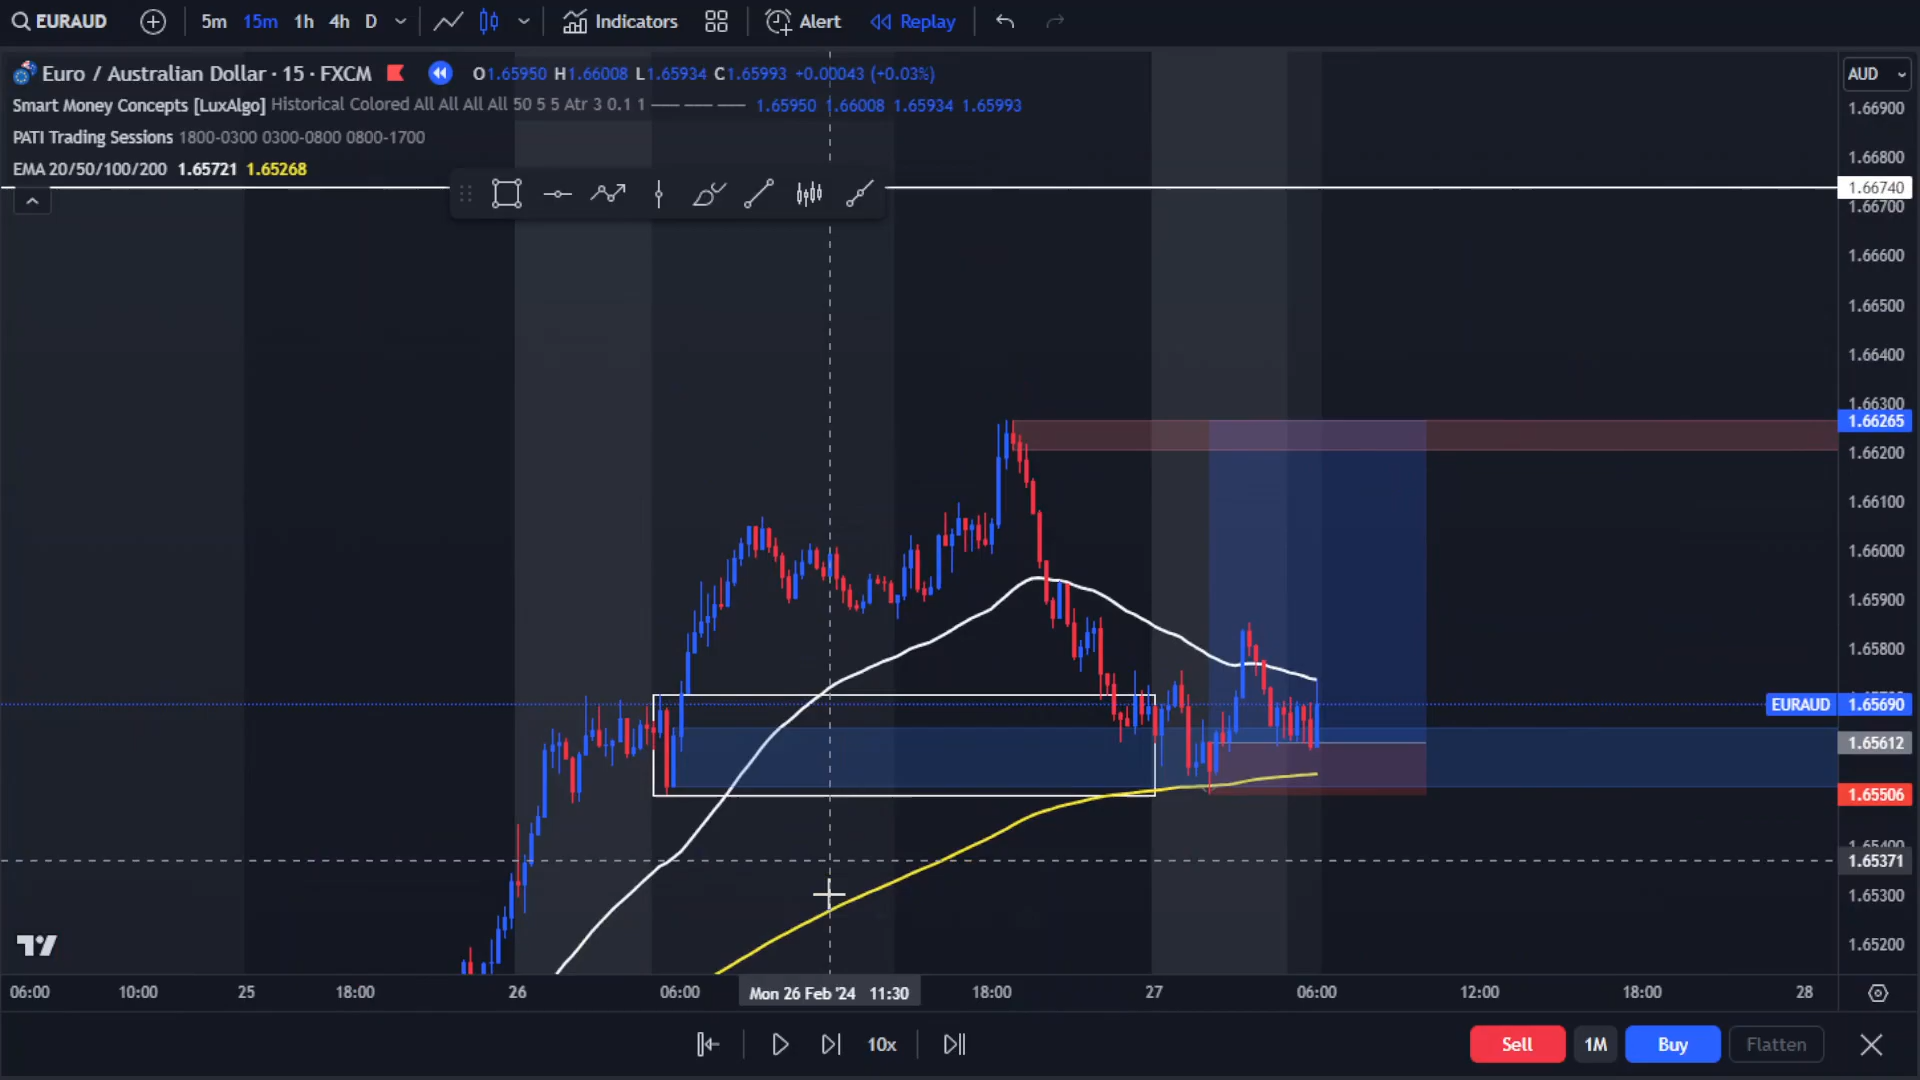 EURAUD 5m 15m 1h 4h D Indicators Alert Replay
Euro / Australian Dollar · 15 · FXCM O1.65950 H1.66008 L1.65934 C1.65993 +0.00043 (+0.03%) AUD
Smart Money Concepts [LuxAlgo] Historical Colored All All All All 50 5 5 Atr 3 0.1 1 1.65950 1.66008 1.65934 1.65993
1.66900
PATI Trading Sessions 1800-0300 0300-0800 0800-1700
1.66800
EMA 20/50/100/200 1.65721 1.65268
1.66740
1.66700
1.66600
1.66500
1.66400
1.66300
1.66265
1.66200
1.66100
1.66000
1.65900
1.65800
EURAUD 1.65690
1.65612
1.65506
1.65371
1.65300
1.65200
06:00 10:00 25 18:00 26 06:00 Mon 26 Feb '24 11:30 18:00 27 06:00 12:00 18:00 28
10x Sell 1M Buy Flatten